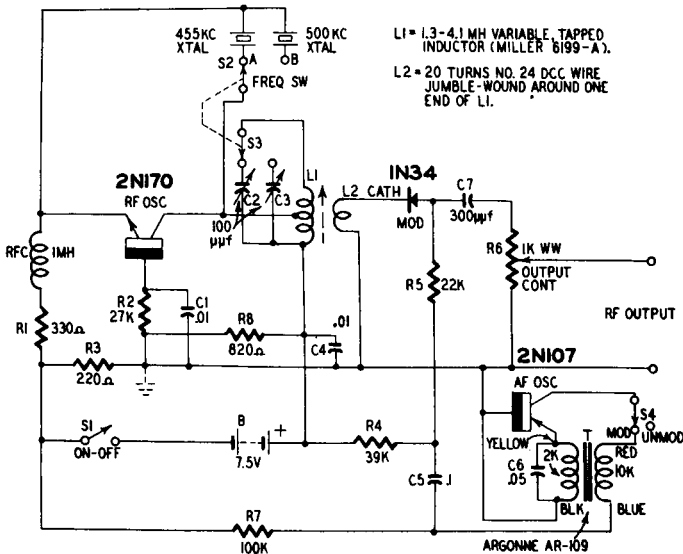 455KC
XTAL
500KC
XTAL
S2 A
B
FREQ SW
L1= 1.3-4.1 MH VARIABLE, TAPPED
INDUCTOR (MILLER 6199-A).
L2= 20 TURNS NO. 24 DCC WIRE
JUMBLE-WOUND AROUND ONE
END OF L1.
S3
2N170
RF OSC
C2
C3
100
μμf
L1
L2 CATH
1N34
MOD
C7
300μμf
R6
1K WW
OUTPUT
CONT
RFC
1MH
R1
330Ω
R2
27K
C1
.01
R8
820Ω
.01
C4
R5
22K
RF OUTPUT
R3
220Ω
S1
ON-OFF
B
+
7.5V
R4
39K
2N107
AF OSC
S4
MOD
UNMOD
YELLOW
T
RED
C6
.05
2K
10K
BLK
BLUE
C5
.1
R7
100K
ARGONNE AR-109